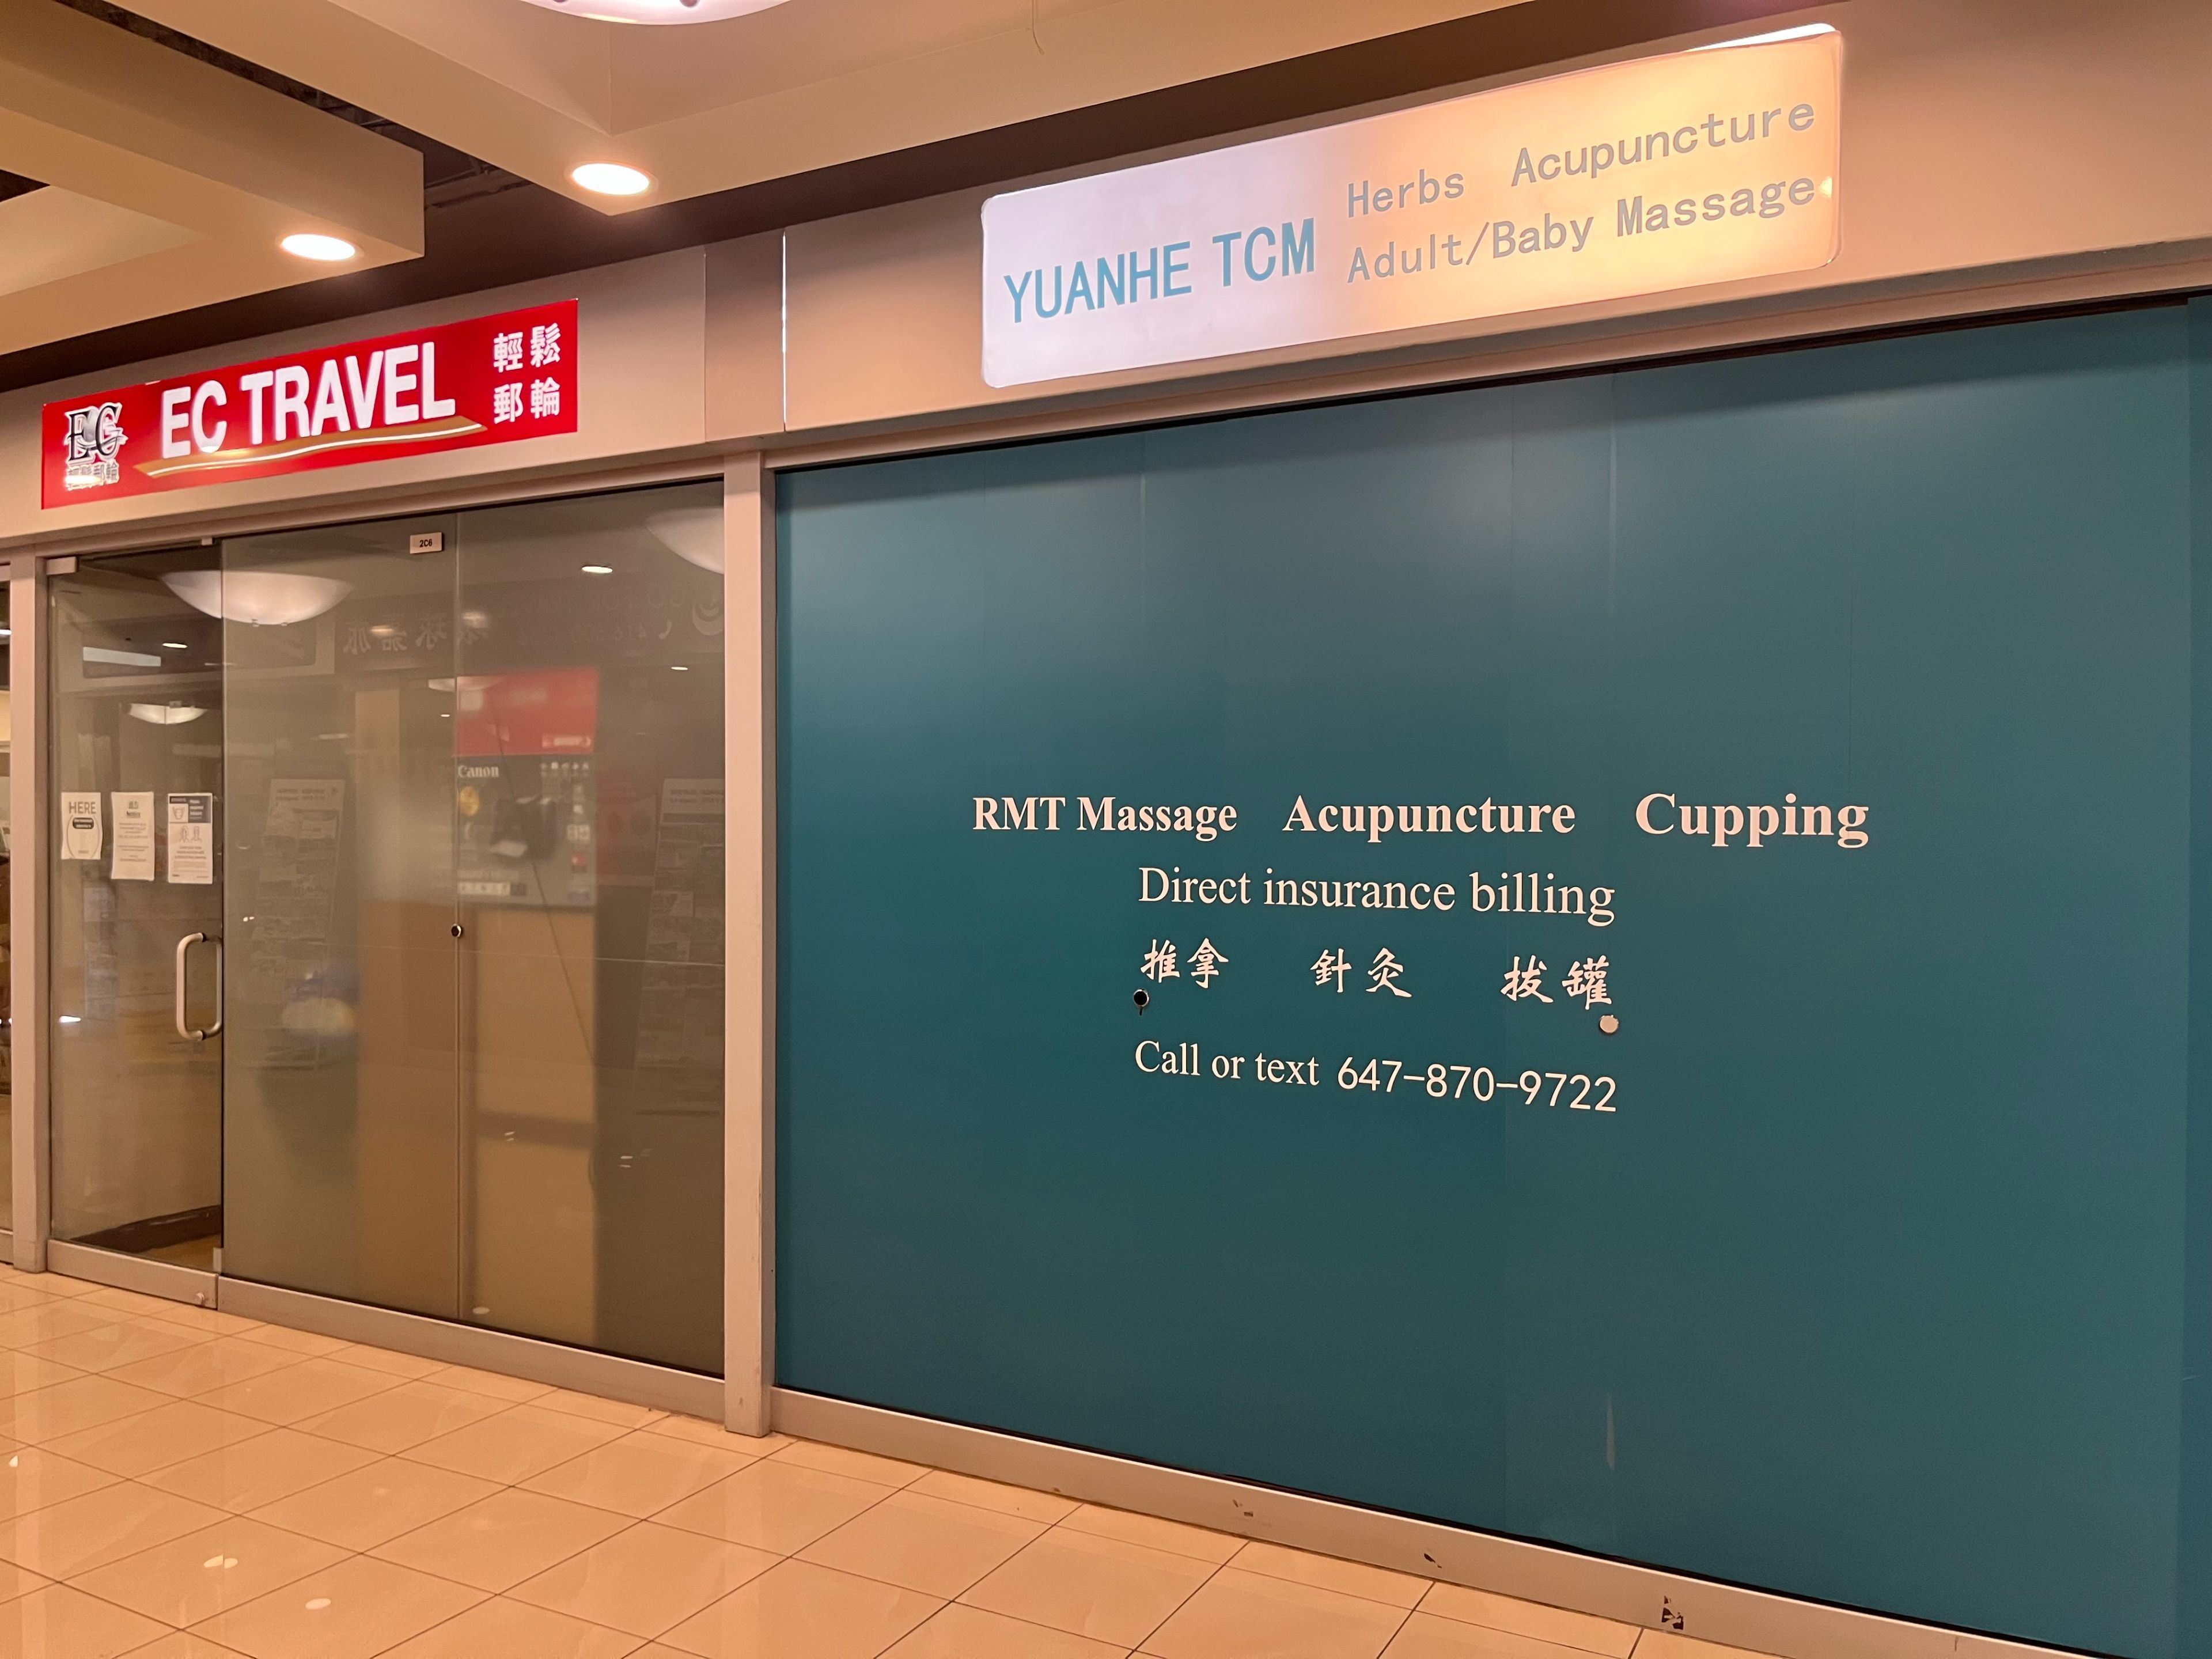 EC TRAVEL
輕鬆
郵輪
EC
YUANHE TCM
Herbs Acupuncture
Adult/Baby Massage
2C6
HERE
Canon
RMT Massage Acupuncture Cupping
Direct insurance billing
推拿 針灸 拔罐
Call or text 647-870-9722